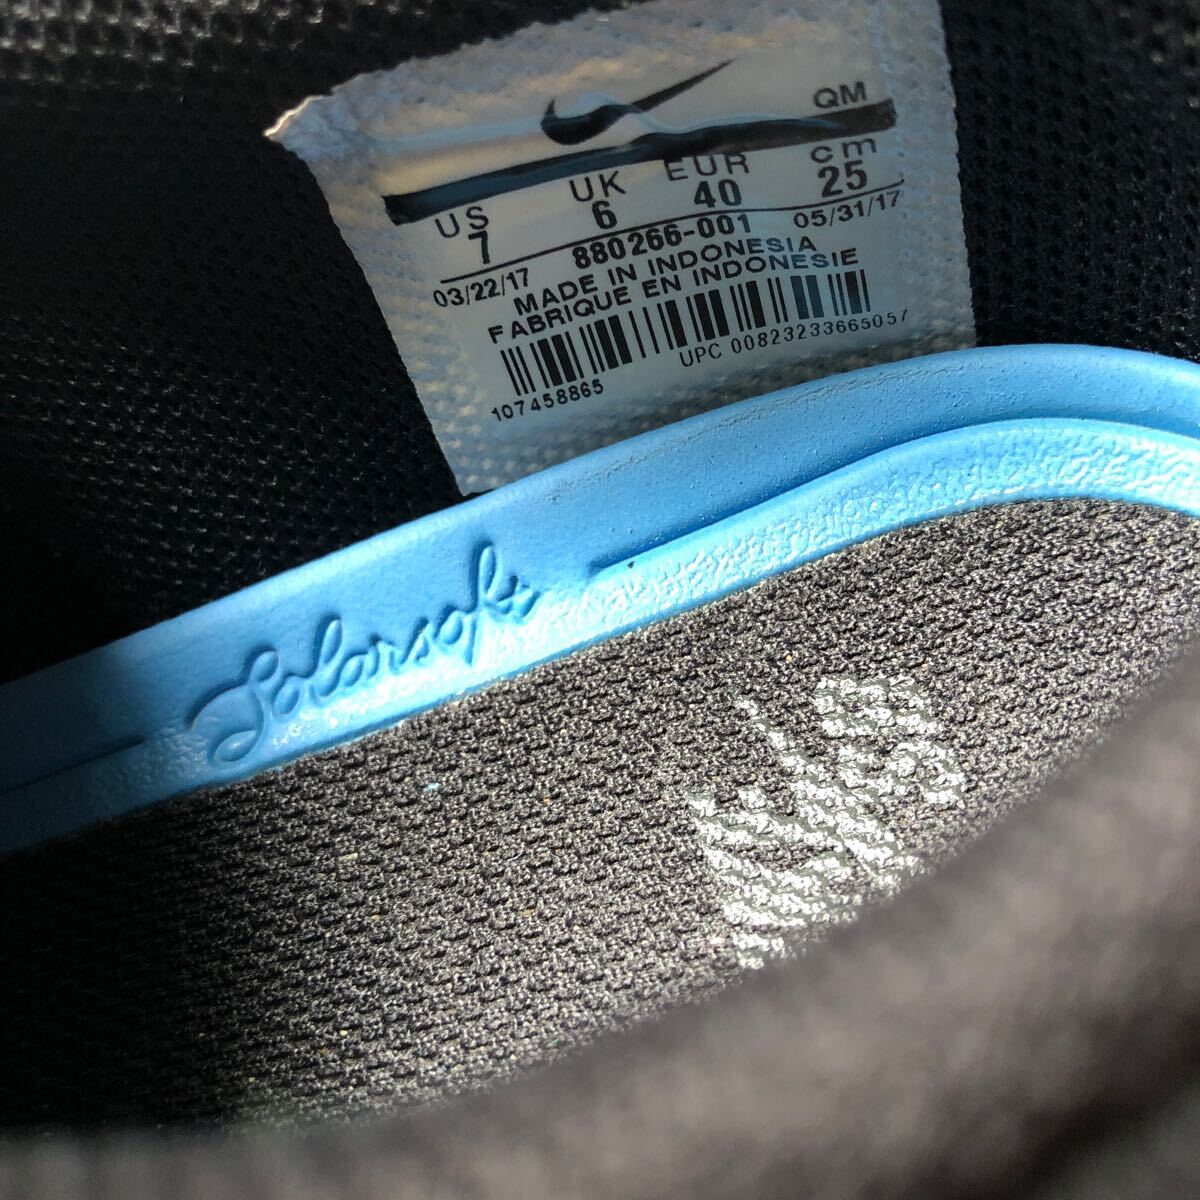 QM
US UK EUR cm
7 6 40 25
03/22/17 880266-001 05/31/17
MADE IN INDONESIA
FABRIQUE EN INDONESIE
107458865 UPC 00823233665057
Solarsoft